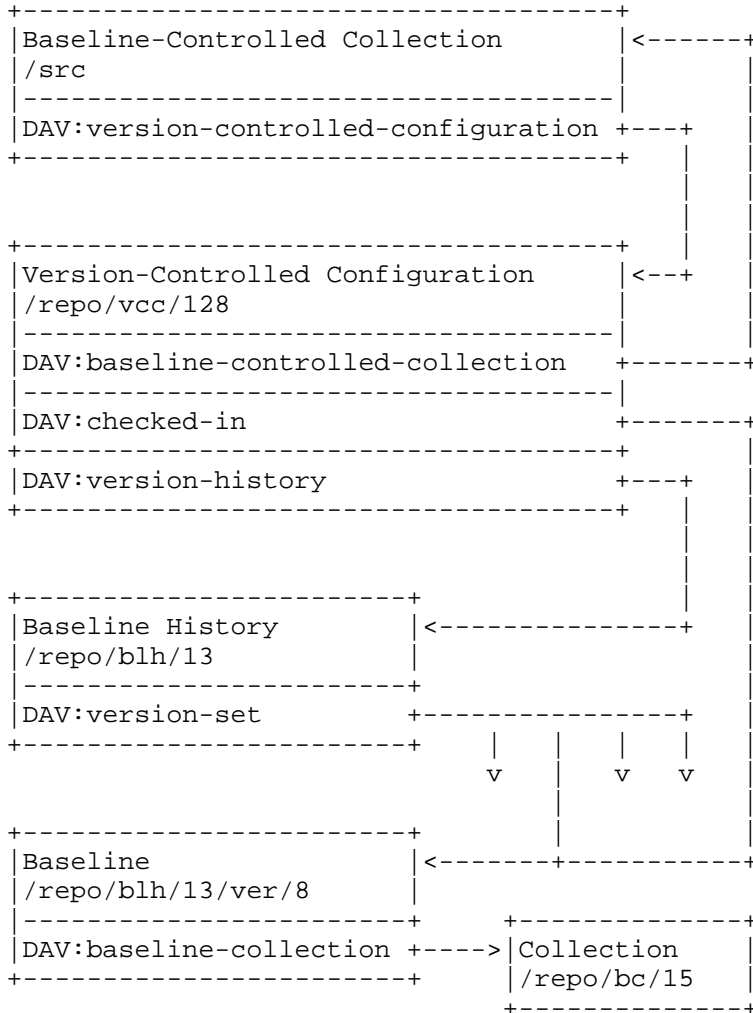 Baseline-Controlled Collection
/src
DAV:version-controlled-configuration
Version-Controlled Configuration
/repo/vcc/128
DAV:baseline-controlled-collection
DAV:checked-in
DAV:version-history
Baseline History
/repo/blh/13
DAV:version-set
v v v
Baseline
/repo/blh/13/ver/8
DAV:baseline-collection
Collection
/repo/bc/15